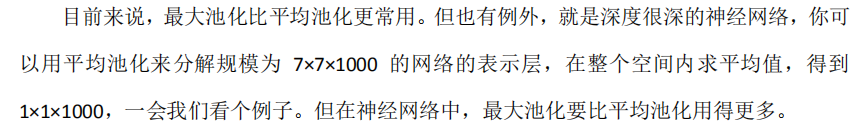 目前来说，最大池化比平均池化更常用。但也有例外，就是深度很深的神经网络，你可
以用平均池化来分解规模为 7×7×1000 的网络的表示层，在整个空间内求平均值，得到
1×1×1000，一会我们看个例子。但在神经网络中，最大池化要比平均池化用得更多。